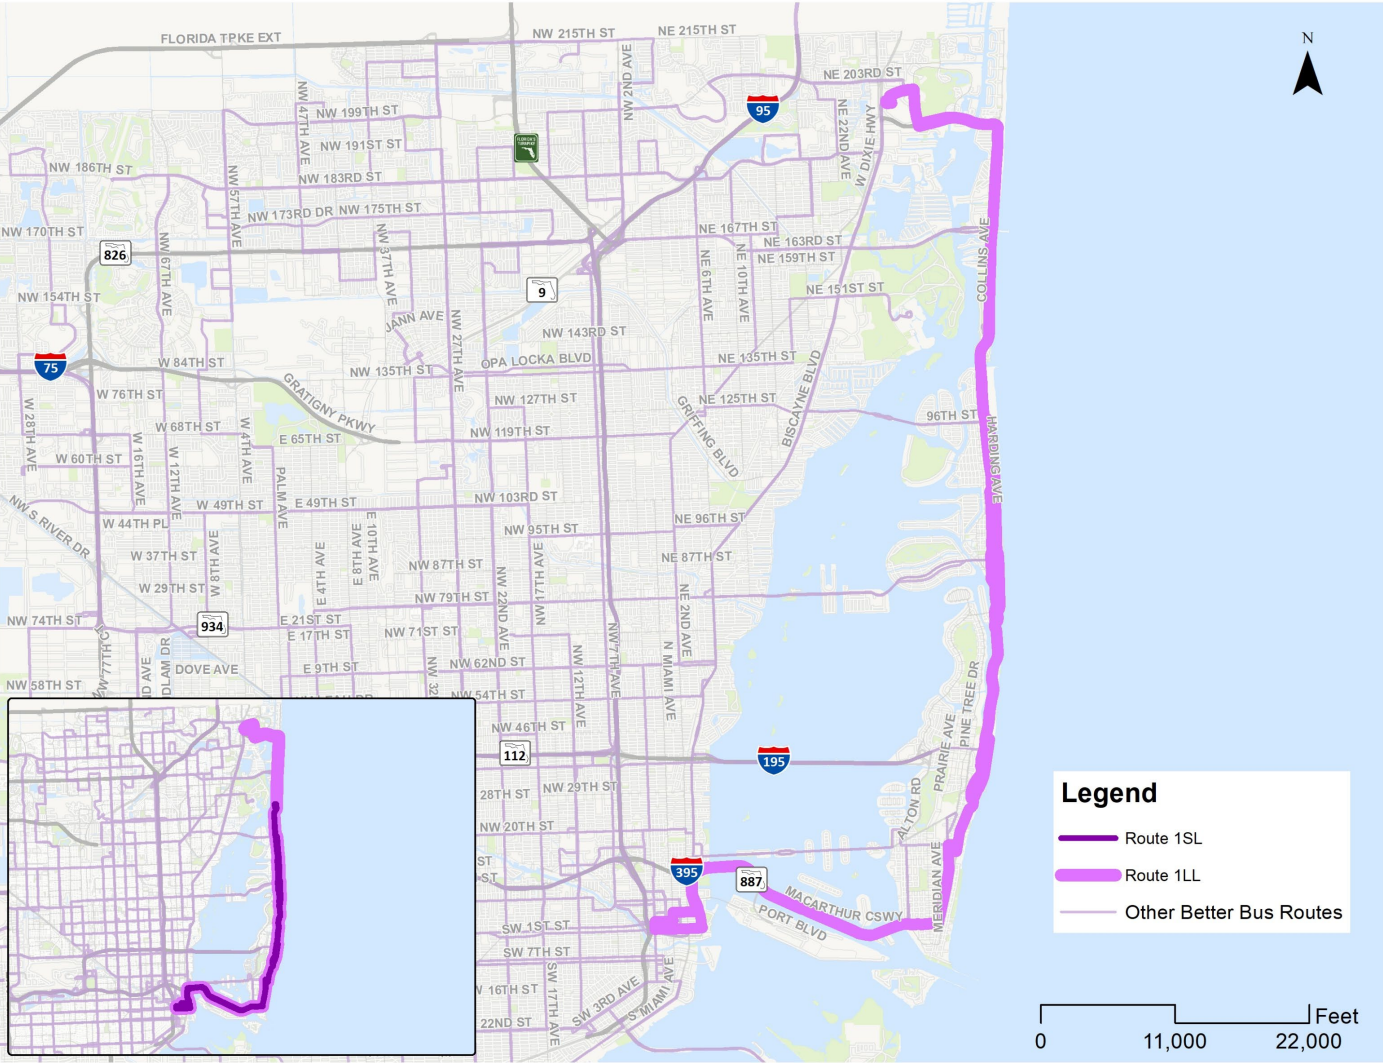 FLORIDA TPKE EXT
NW 215TH ST
NE 215TH ST
N
NW 2ND AVE
NE 203RD ST
95
NW 47TH AVE
NW 199TH ST
NE 22ND AVE
W DIXIE HWY
FLORIDA'S TURNPIKE
NW 191ST ST
NW 186TH ST
NW 183RD ST
NW 57TH AVE
NW 173RD DR
NW 175TH ST
NW 170TH ST
NE 167TH ST
NE 163RD ST
NE 159TH ST
COLLINS AVE
826
NW 67TH AVE
NW 37TH AVE
NE 6TH AVE
NE 10TH AVE
9
NW 154TH ST
NE 151ST ST
JANN AVE
NW 27TH AVE
NW 143RD ST
W 84TH ST
OPA LOCKA BLVD
NE 135TH ST
75
NW 135TH ST
BISCAYNE BLVD
GRATIGNY PKWY
W 76TH ST
NW 127TH ST
NE 125TH ST
GRIFFING BLVD
96TH ST
W 28TH AVE
W 68TH ST
W 4TH AVE
E 65TH ST
NW 119TH ST
HARDING AVE
W 60TH ST
W 16TH AVE
W 12TH AVE
PALM AVE
NW S RIVER DR
W 49TH ST
E 49TH ST
NW 103RD ST
W 44TH PL
NW 95TH ST
NE 96TH ST
W 37TH ST
W 8TH AVE
E 4TH AVE
E 8TH AVE
E 10TH AVE
NW 87TH ST
NE 87TH ST
W 29TH ST
NW 22ND AVE
NW 17TH AVE
NE 2ND AVE
NW 79TH ST
NW 74TH ST
934
E 21ST ST
E 17TH ST
NW 71ST ST
NW 77TH C
ND AVE
DLAM DR
DOVE AVE
E 9TH ST
NW 62ND ST
NW 7TH AVE
N MIAMI AVE
NW 58TH ST
NW 32
NW 54TH ST
NW 12TH AVE
PINE TREE DR
NW 46TH ST
PRAIRIE AVE
112
195
28TH ST
NW 29TH ST
ALTON RD
NW 20TH ST
MERIDIAN AVE
ST
ST
395
887
MACARTHUR CSWY
PORT BLVD
SW 1ST ST
SW 7TH ST
W 16TH ST
SW 17TH AVE
SW 3RD AVE
S MIAMI AVE
22ND ST
Legend
Route 1SL
Route 1LL
Other Better Bus Routes
Feet
0 11,000 22,000